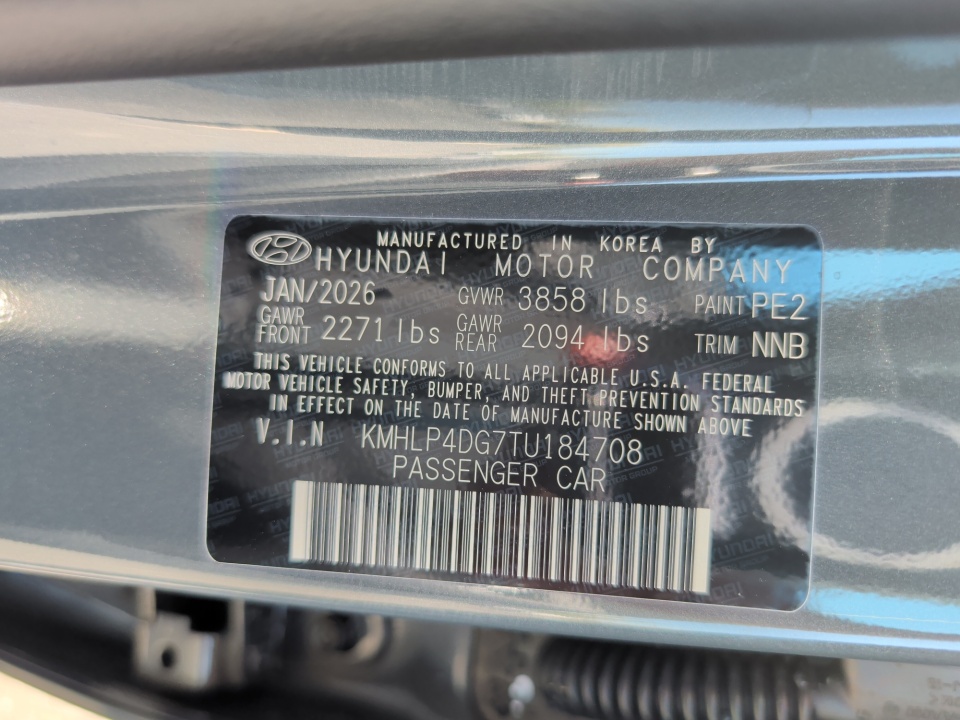 MANUFACTURED IN KOREA BY
HYUNDAI MOTOR COMPANY
JAN/2026 GVWR 3858 lbs PAINT PE2
GAWR FRONT 2271 lbs GAWR REAR 2094 lbs TRIM NNB
THIS VEHICLE CONFORMS TO ALL APPLICABLE U.S.A. FEDERAL
MOTOR VEHICLE SAFETY, BUMPER, AND THEFT PREVENTION STANDARDS
IN EFFECT ON THE DATE OF MANUFACTURE SHOWN ABOVE
V.I.N KMHLP4DG7TU184708
PASSENGER CAR